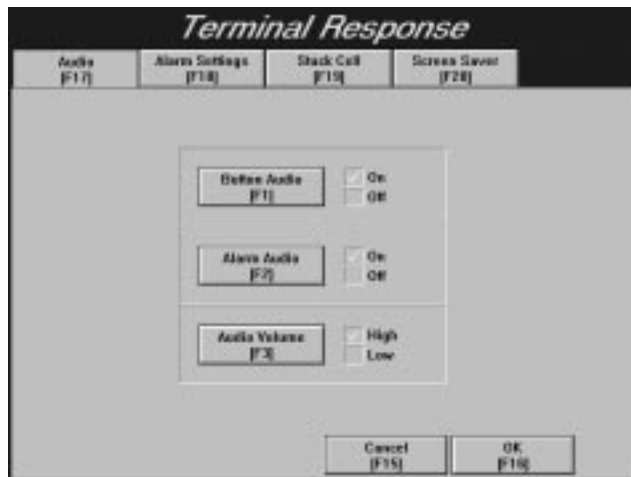 Terminal Response
Audio
[F17]
Alarm Settings
[F18]
Stack Call
[F19]
Screen Saver
[F20]
Button Audio
[F1]
On
Off
Alarm Audio
[F2]
On
Off
Audio Volume
[F3]
High
Low
Cancel
[F15]
OK
[F16]